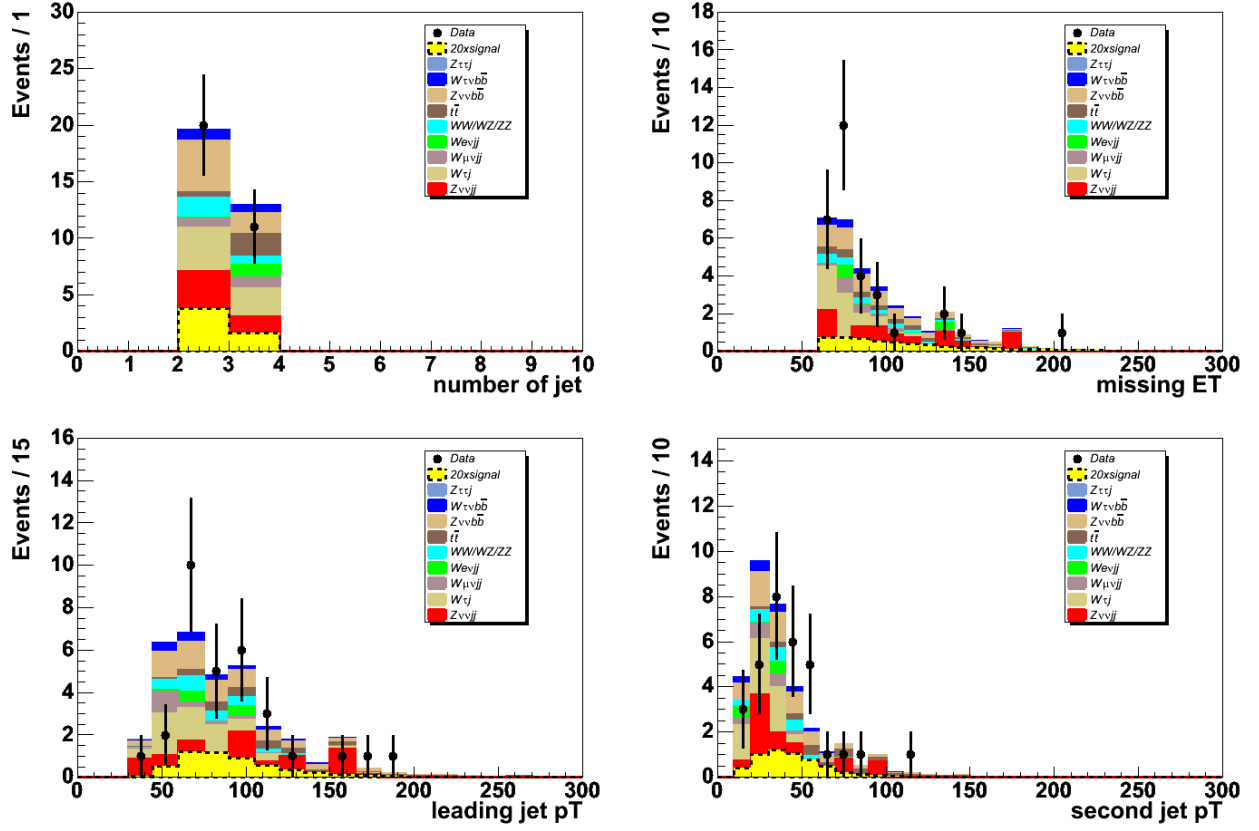 Events / 1
30
25
20
15
10
5
0
0 1 2 3 4 5 6 7 8 9 10
number of jet
Data
20xsignal
Zττj
Wτνbb̅
Zννbb̅
tt̅
WW/WZ/ZZ
Weνjj
Wμνjj
Wτj
Zννjj
Events / 10
18
16
14
12
10
8
6
4
2
0
0 50 100 150 200 250 300
missing ET
Data
20xsignal
Zττj
Wτνbb̅
Zννbb̅
tt̅
WW/WZ/ZZ
Weνjj
Wμνjj
Wτj
Zννjj
Events / 15
16
14
12
10
8
6
4
2
0
0 50 100 150 200 250 300
leading jet pT
Data
20xsignal
Zττj
Wτνbb̅
Zννbb̅
tt̅
WW/WZ/ZZ
Weνjj
Wμνjj
Wτj
Zννjj
Events / 10
14
12
10
8
6
4
2
0
0 50 100 150 200 250 300
second jet pT
Data
20xsignal
Zττj
Wτνbb̅
Zννbb̅
tt̅
WW/WZ/ZZ
Weνjj
Wμνjj
Wτj
Zννjj